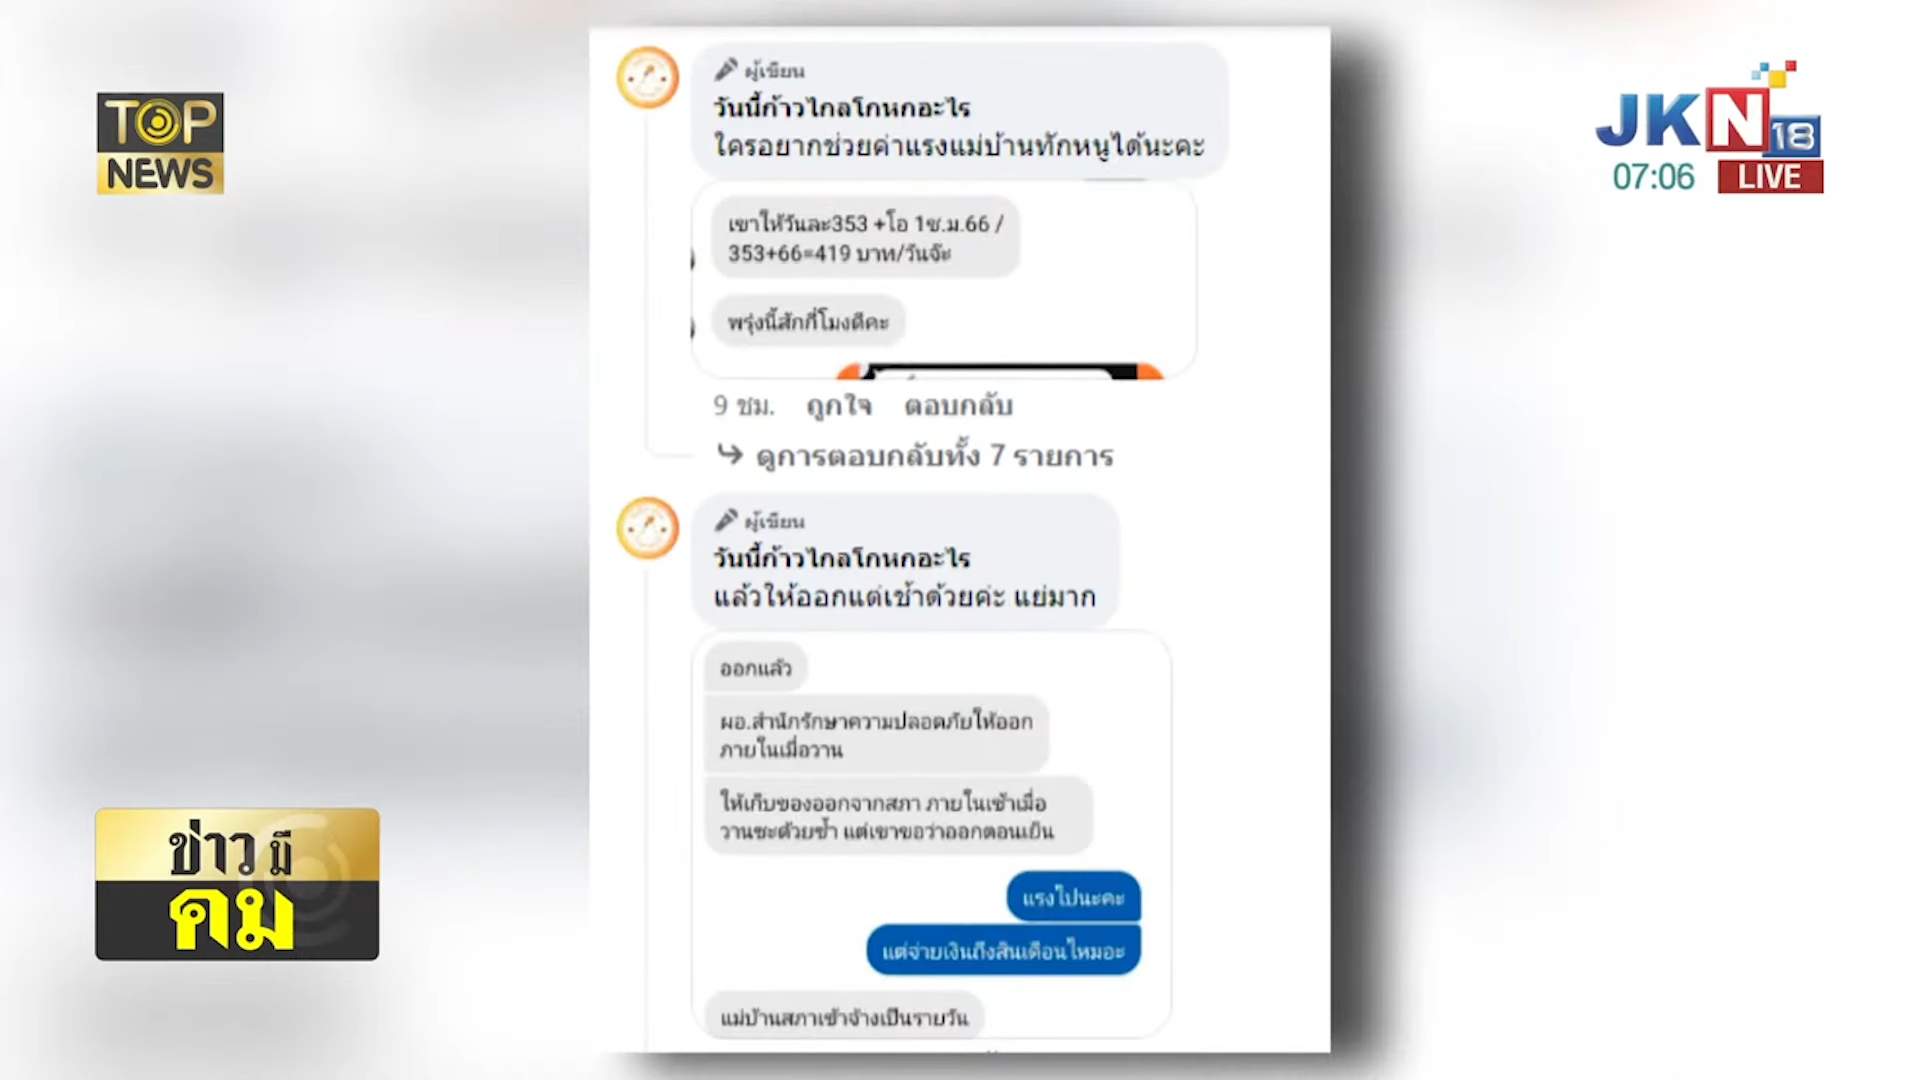 TOP
NEWS
JKN18
07:06 LIVE
ผู้เขียน
วันนี้ก้าวไกลโกหกอะไร
ใครอยากช่วยค่าแรงแม่บ้านทักหนูได้นะคะ
เขาให้วันละ353 +โอ 1ช.ม.66 /
353+66=419 บาท/วันจ๊ะ
พรุ่งนี้สักกี่โมงดีคะ
9 ชม. ถูกใจ ตอบกลับ
ดูการตอบกลับทั้ง 7 รายการ
ผู้เขียน
วันนี้ก้าวไกลโกหกอะไร
แล้วให้ออกแต่เช้าด้วยค่ะ แย่มาก
ออกแล้ว
ผอ.สำนักรักษาความปลอดภัยให้ออก
ภายในเมื่อวาน
ให้เก็บของออกจากสภา ภายในเช้าเมื่อ
วานซะด้วยซ้ำ แต่เขาขอว่าออกตอนเย็น
แรงไปนะคะ
แต่จ่ายเงินถึงสินเดือนไหมอะ
แม่บ้านสภาเช้าจ้างเป็นรายวัน
ข่าวมี
คม